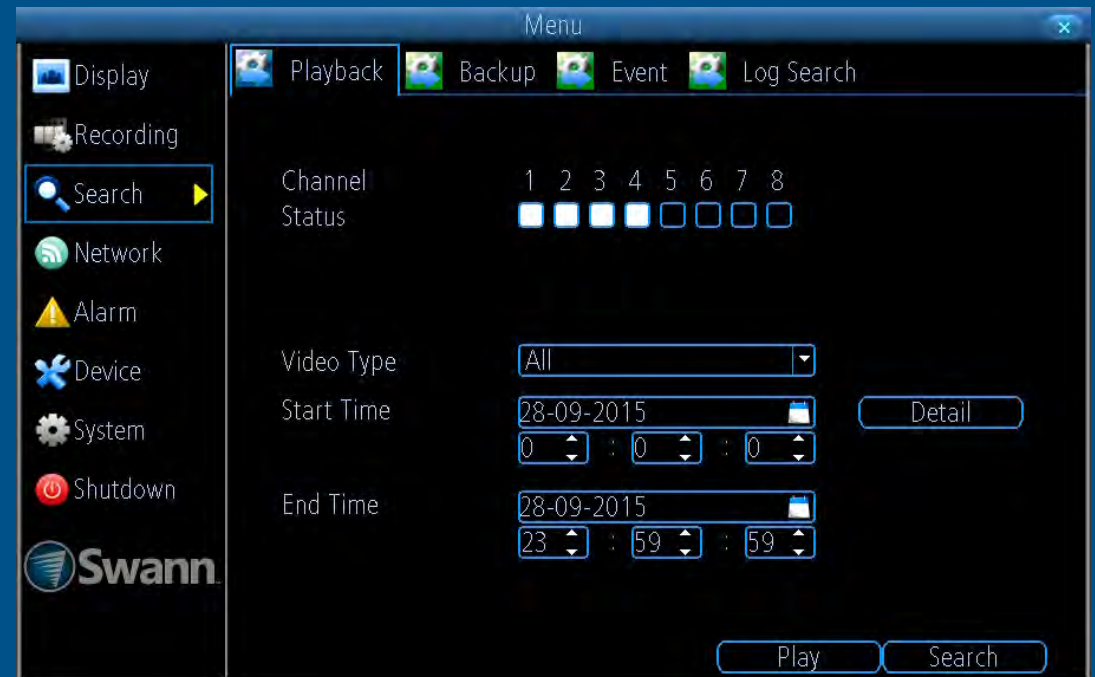 Menu
Display
Recording
Search
Network
Alarm
Device
System
Shutdown
Swann
Playback Backup Event Log Search
Channel 1 2 3 4 5 6 7 8
Status
Video Type All
Start Time 28-09-2015 Detail
0 : 0 : 0
End Time 28-09-2015
23 : 59 : 59
Play Search